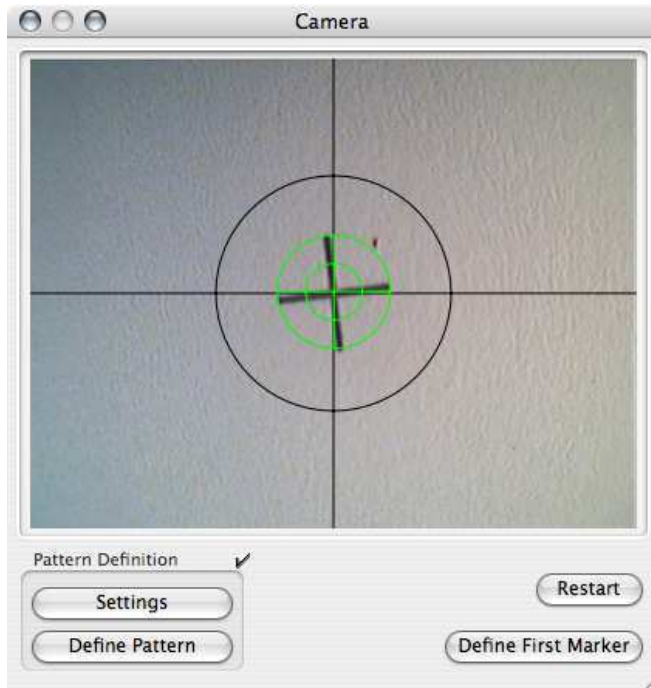 Camera
Pattern Definition
Settings
Define Pattern
Restart
Define First Marker